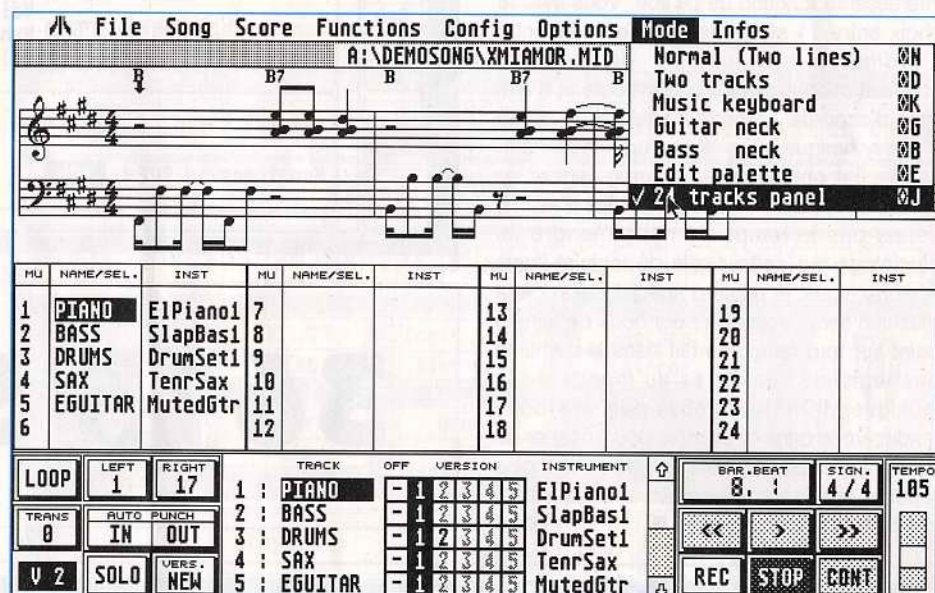 File Song Score Functions Config Options Mode Infos
A:\DEMOSONG\XMIAMOR.MID
Normal (Two lines) N
Two tracks D
Music keyboard K
Guitar neck G
Bass neck B
Edit palette E
✓ 24 tracks panel J
B B7 B B7 B
4 4
4 4
MU NAME/SEL. INST MU NAME/SEL. INST MU NAME/SEL. INST MU NAME/SEL. INST
1 PIANO ElPiano1 7 13 19
2 BASS SlapBas1 8 14 20
3 DRUMS DrumSet1 9 15 21
4 SAX TenrSax 10 16 22
5 EGUITAR MutedGtr 11 17 23
6 12 18 24
LOOP LEFT 1 RIGHT 17
TRANS 0 AUTO PUNCH IN OUT
V 2 SOLO VERS. NEW
TRACK OFF VERSION INSTRUMENT
1 : PIANO - 1 2 3 4 5 ElPiano1
2 : BASS - 1 2 3 4 5 SlapBas1
3 : DRUMS - 1 2 3 4 5 DrumSet1
4 : SAX - 1 2 3 4 5 TenrSax
5 : EGUITAR - 1 2 3 4 5 MutedGtr
BAR.BEAT 8. 1 SIGN. 4/4 TEMPO 105
<< > >>
REC STOP CONT